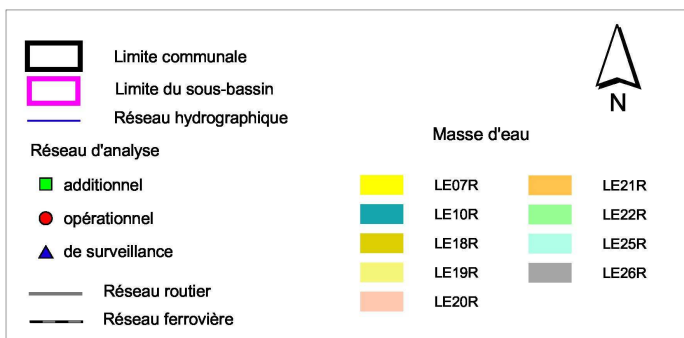 Limite communale
Limite du sous-bassin
Réseau hydrographique
Réseau d'analyse
additionnel
opérationnel
de surveillance
Réseau routier
Réseau ferrovière
N
Masse d'eau
LE07R
LE10R
LE18R
LE19R
LE20R
LE21R
LE22R
LE25R
LE26R